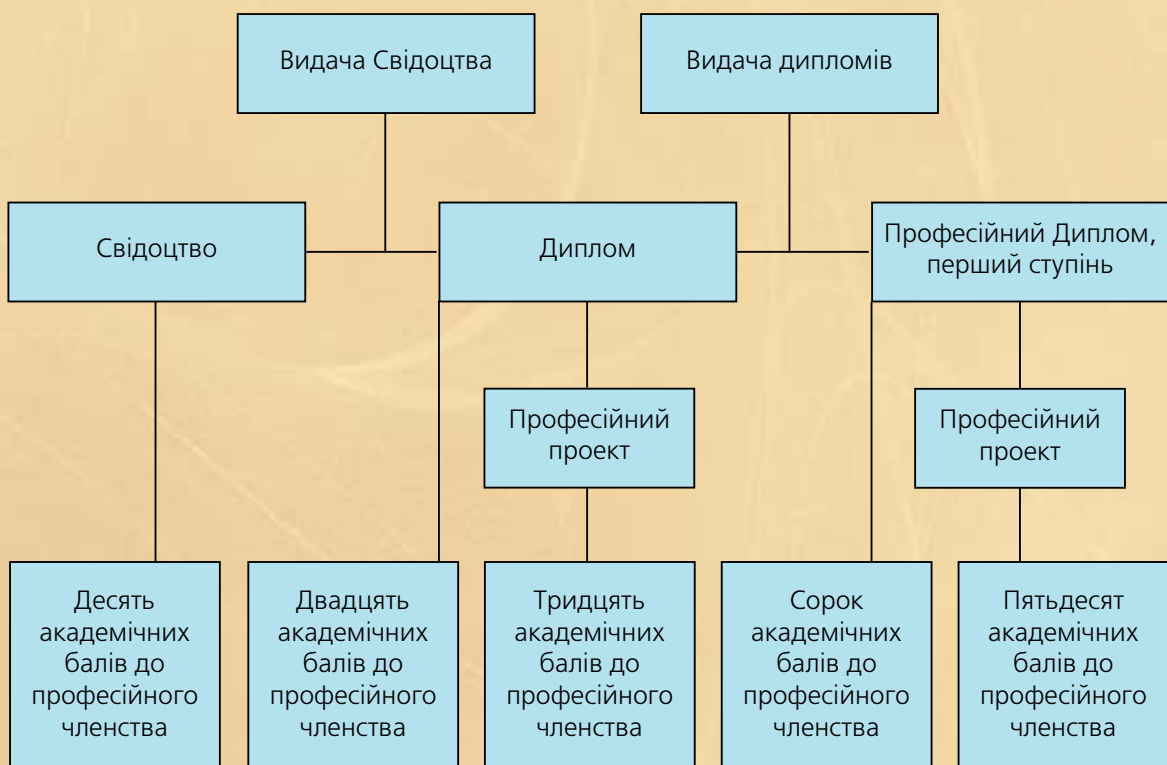 Видача Свідоцтва
Видача дипломів
Свідоцтво
Диплом
Професійний Диплом,
перший ступінь
Професійний
проект
Професійний
проект
Десять
академічних
балів до
професійного
членства
Двадцять
академічних
балів до
професійного
членства
Тридцять
академічних
балів до
професійного
членства
Сорок
академічних
балів до
професійного
членства
Пятьдесят
академічних
балів до
професійного
членства